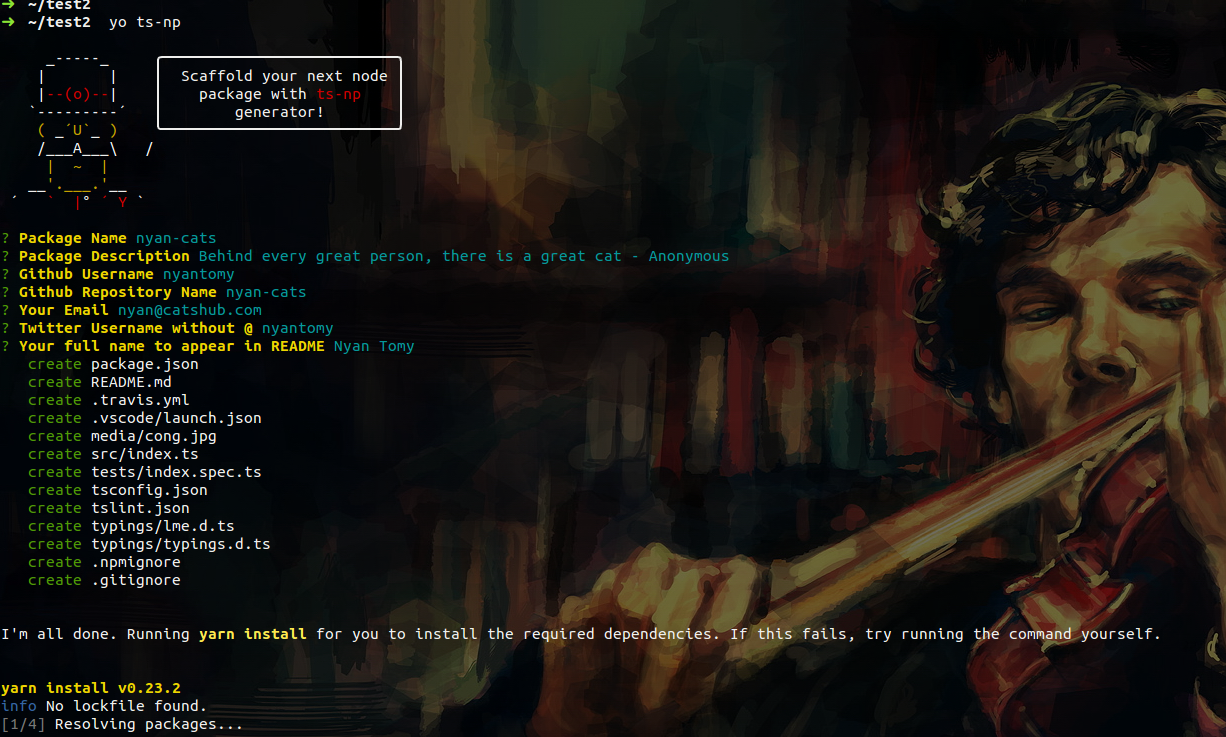 ➜ ~/test2
➜ ~/test2 yo ts-np
     _-----_
    |       |
    |--(o)--|
   `---------´
    ( _´U`_ )
    /___A___\   /
     |  ~  |
   __'.___.'__
 ´   `  |° ´ Y `
Scaffold your next node
package with ts-np
generator!
? Package Name nyan-cats
? Package Description Behind every great person, there is a great cat - Anonymous
? Github Username nyantomy
? Github Repository Name nyan-cats
? Your Email nyan@catshub.com
? Twitter Username without @ nyantomy
? Your full name to appear in README Nyan Tomy
create package.json
create README.md
create .travis.yml
create .vscode/launch.json
create media/cong.jpg
create src/index.ts
create tests/index.spec.ts
create tsconfig.json
create tslint.json
create typings/lme.d.ts
create typings/typings.d.ts
create .npmignore
create .gitignore
I'm all done. Running yarn install for you to install the required dependencies. If this fails, try running the command yourself.
yarn install v0.23.2
info No lockfile found.
[1/4] Resolving packages...